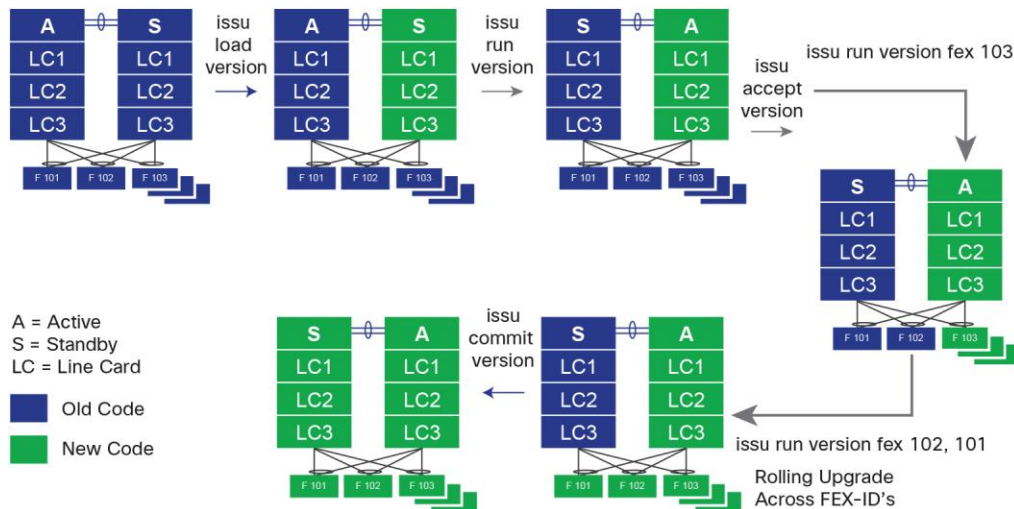 A
S
LC1
LC1
LC2
LC2
LC3
LC3
F 101
F 102
F 103
issu
load
version
A
S
LC1
LC1
LC2
LC2
LC3
LC3
F 101
F 102
F 103
issu
run
version
S
A
LC1
LC1
LC2
LC2
LC3
LC3
F 101
F 102
F 103
issu
accept
version
issu run version fex 103
S
A
LC1
LC1
LC2
LC2
LC3
LC3
F 101
F 102
F 103
issu run version fex 102, 101
Rolling Upgrade
Across FEX-ID's
S
A
LC1
LC1
LC2
LC2
LC3
LC3
F 101
F 102
F 103
issu
commit
version
S
A
LC1
LC1
LC2
LC2
LC3
LC3
F 101
F 102
F 103
A = Active
S = Standby
LC = Line Card
Old Code
New Code